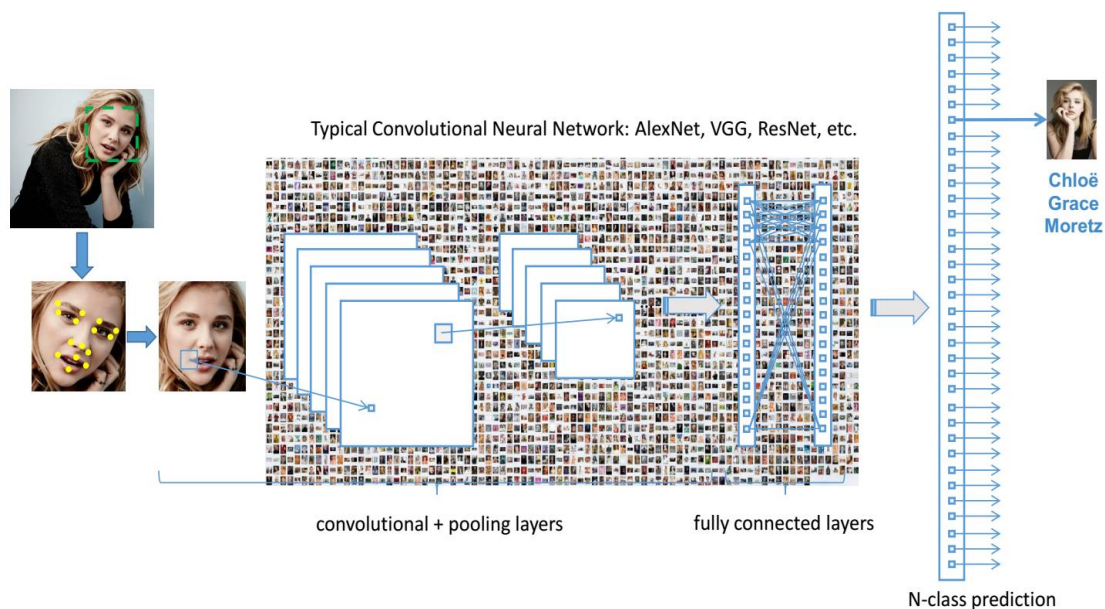 Typical Convolutional Neural Network: AlexNet, VGG, ResNet, etc.
Chloë
Grace
Moretz
convolutional + pooling layers
fully connected layers
N-class prediction